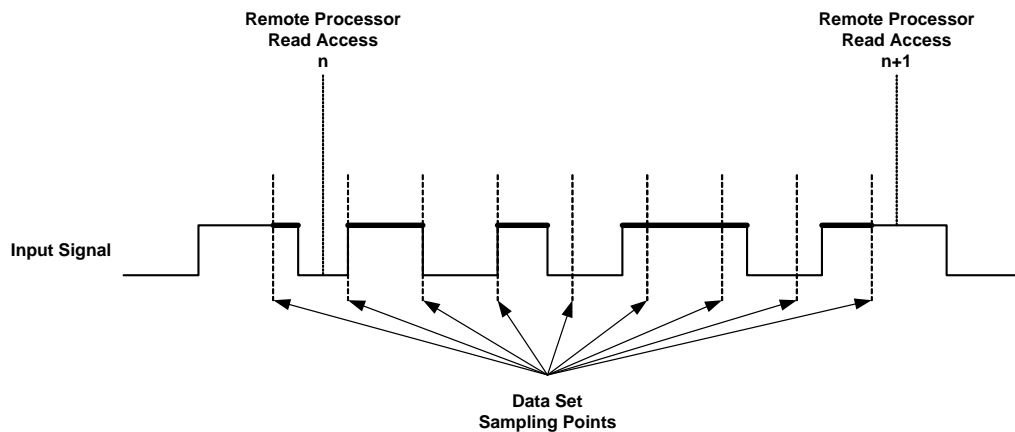 Remote Processor
Read Access
n
Remote Processor
Read Access
n+1
Input Signal
Data Set
Sampling Points